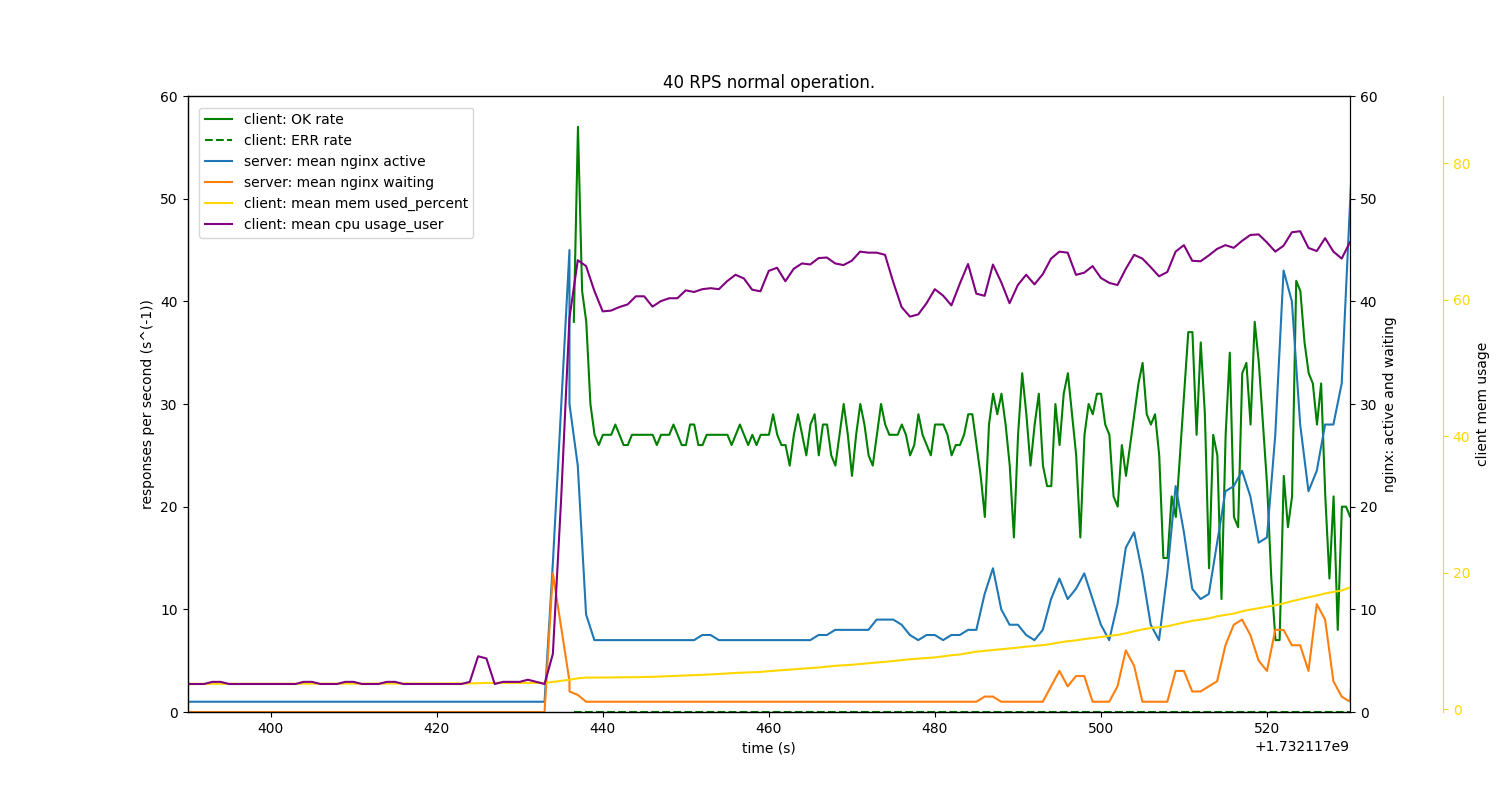 40 RPS normal operation.
client: OK rate
client: ERR rate
server: mean nginx active
server: mean nginx waiting
client: mean mem used_percent
client: mean cpu usage_user
responses per second (s^(-1))
60
50
40
30
20
10
0
400
420
440
460
480
500
520
time (s)
+1.732117e9
60
50
40
30
20
10
0
nginx: active and waiting
80
60
40
20
0
client mem usage